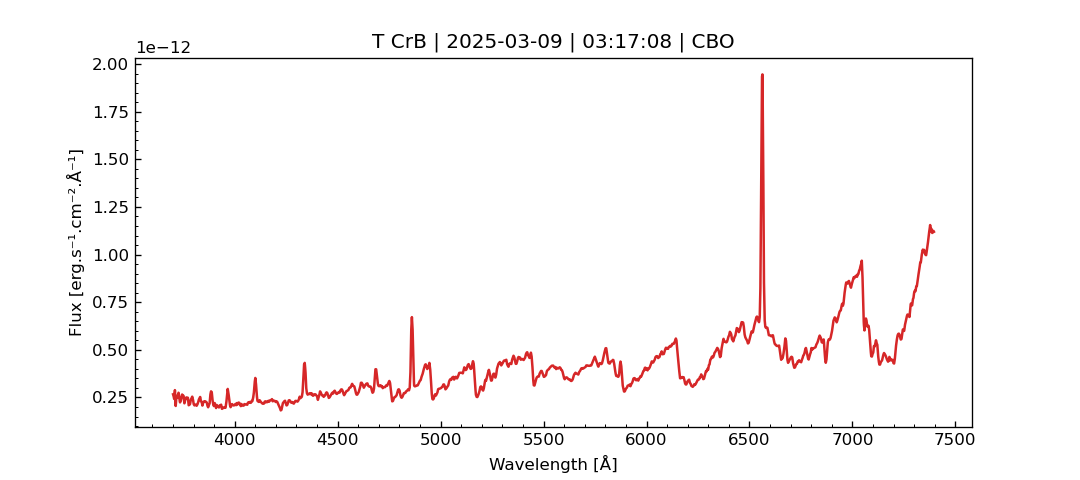 T CrB | 2025-03-09 | 03:17:08 | CBO
1e−12
2.00
1.75
1.50
1.25
1.00
0.75
0.50
0.25
Flux [erg.s⁻¹.cm⁻².Å⁻¹]
4000 4500 5000 5500 6000 6500 7000 7500
Wavelength [Å]